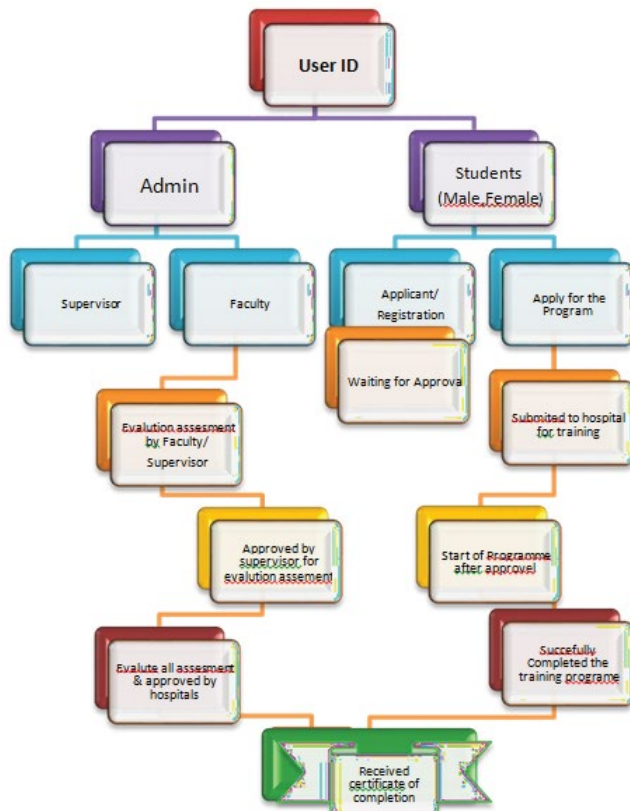 User ID
Admin
Students
(Male,Female)
Supervisor
Faculty
Applicant/
Registration
Apply for the
Program
Waiting for Approval
Evalution assesment
by Faculty/
Supervisor
Submited to hospital
for training
Approved by
supervisor for
evalution assement
Start of Programme
after approvel
Evalute all assesment
& approved by
hospitals
Succefully
Completed the
training programe
Received
certificate of
completion